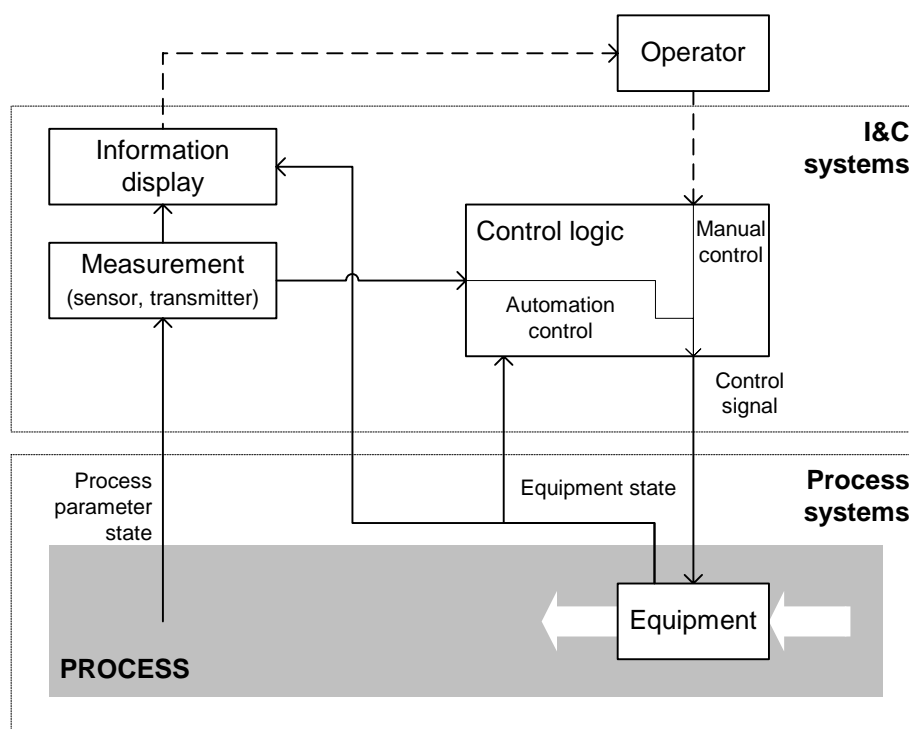 Operator
I&C
systems
Information
display
Control logic
Manual
control
Measurement
(sensor, transmitter)
Automation
control
Control
signal
Process
parameter
state
Equipment state
Process
systems
Equipment
PROCESS